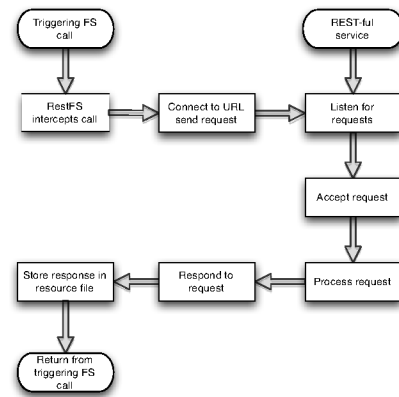 Triggering FS
call
REST-ful
service
RestFS
intercepts call
Connect to URL
send request
Listen for
requests
Accept request
Store response in
resource file
Respond to
request
Process request
Return from
triggering FS
call